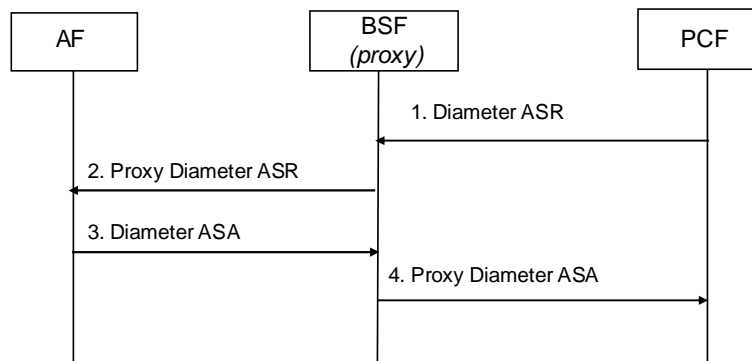 AF
BSF
(proxy)
PCF
1. Diameter ASR
2. Proxy Diameter ASR
3. Diameter ASA
4. Proxy Diameter ASA